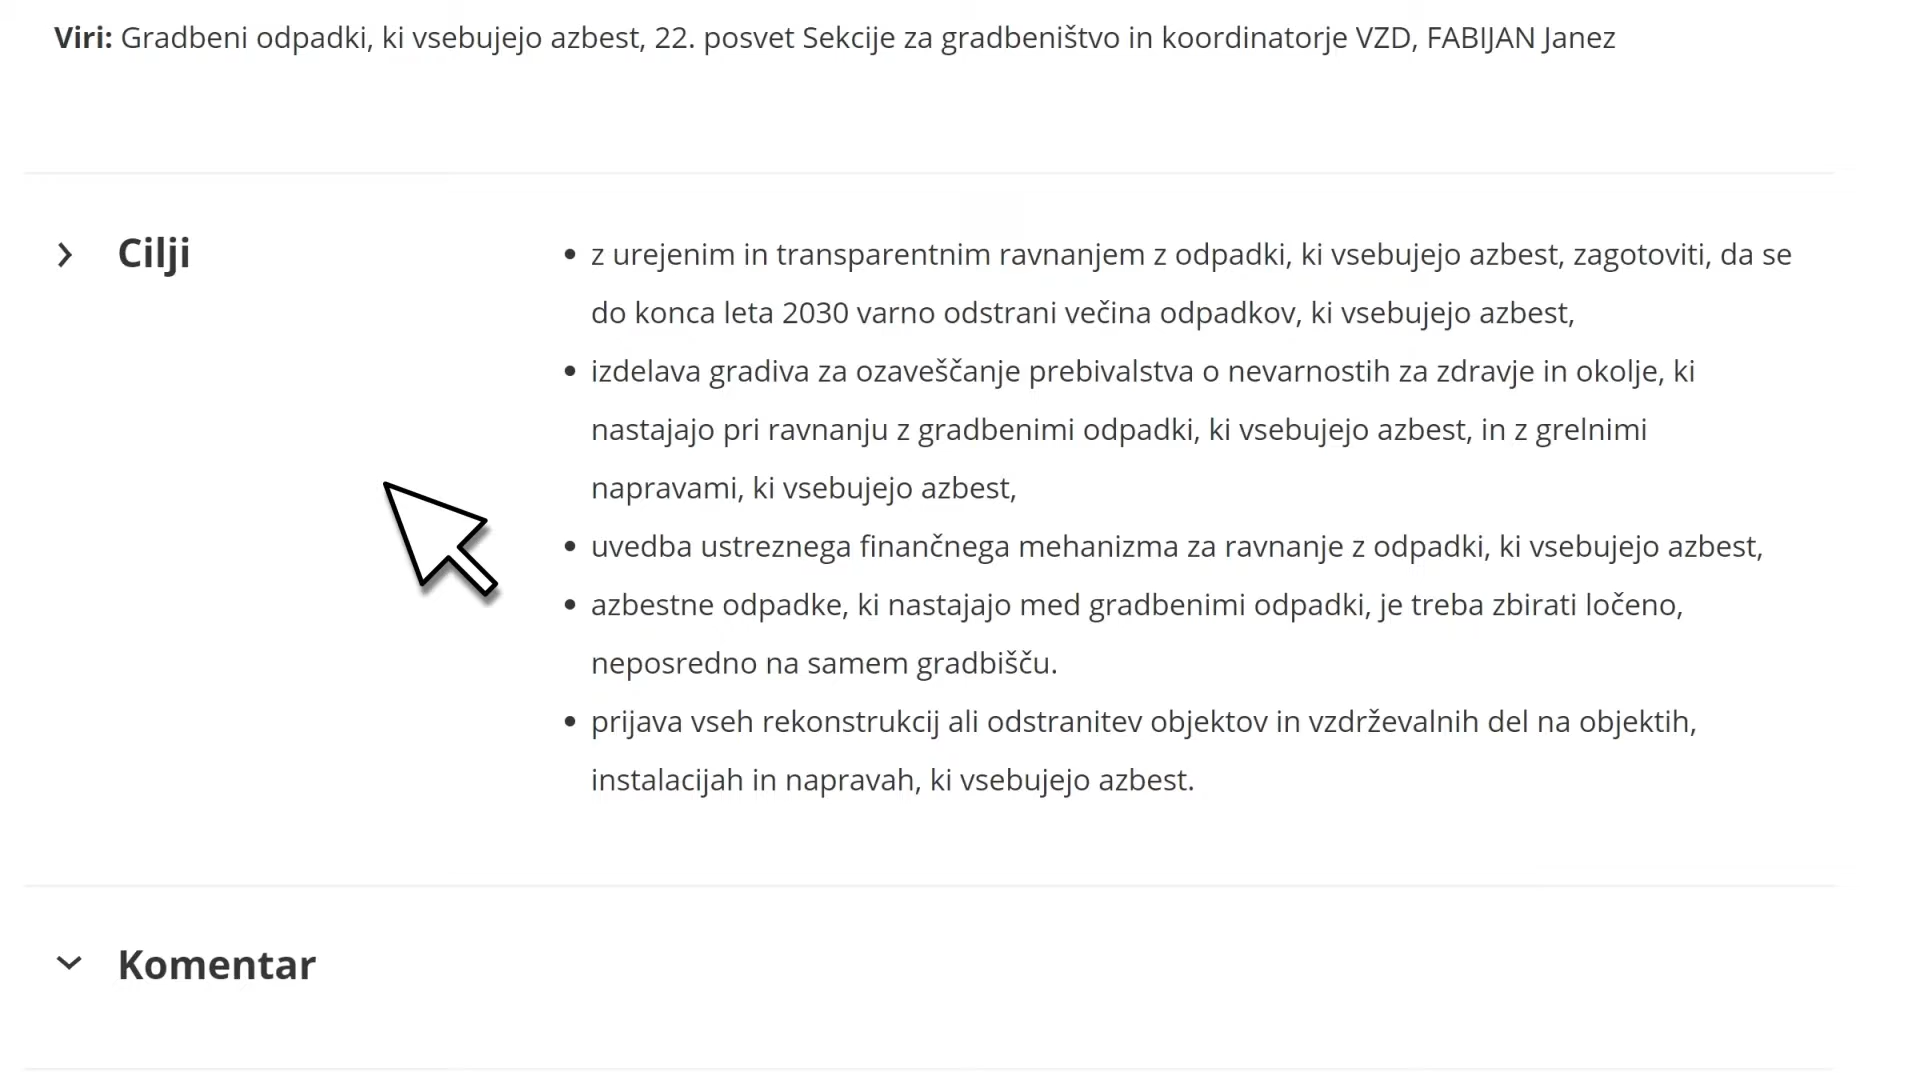 Viri: Gradbeni odpadki, ki vsebujejo azbest, 22. posvet Sekcije za gradbeništvo in koordinatorje VZD, FABIJAN Janez
Cilji
• z urejenim in transparentnim ravnanjem z odpadki, ki vsebujejo azbest, zagotoviti, da se
do konca leta 2030 varno odstrani večina odpadkov, ki vsebujejo azbest,
• izdelava gradiva za ozaveščanje prebivalstva o nevarnostih za zdravje in okolje, ki
nastajajo pri ravnanju z gradbenimi odpadki, ki vsebujejo azbest, in z grelnimi
napravami, ki vsebujejo azbest,
• uvedba ustreznega finančnega mehanizma za ravnanje z odpadki, ki vsebujejo azbest,
• azbestne odpadke, ki nastajajo med gradbenimi odpadki, je treba zbirati ločeno,
neposredno na samem gradbišču.
• prijava vseh rekonstrukcij ali odstranitev objektov in vzdrževalnih del na objektih,
instalacijah in napravah, ki vsebujejo azbest.
Komentar